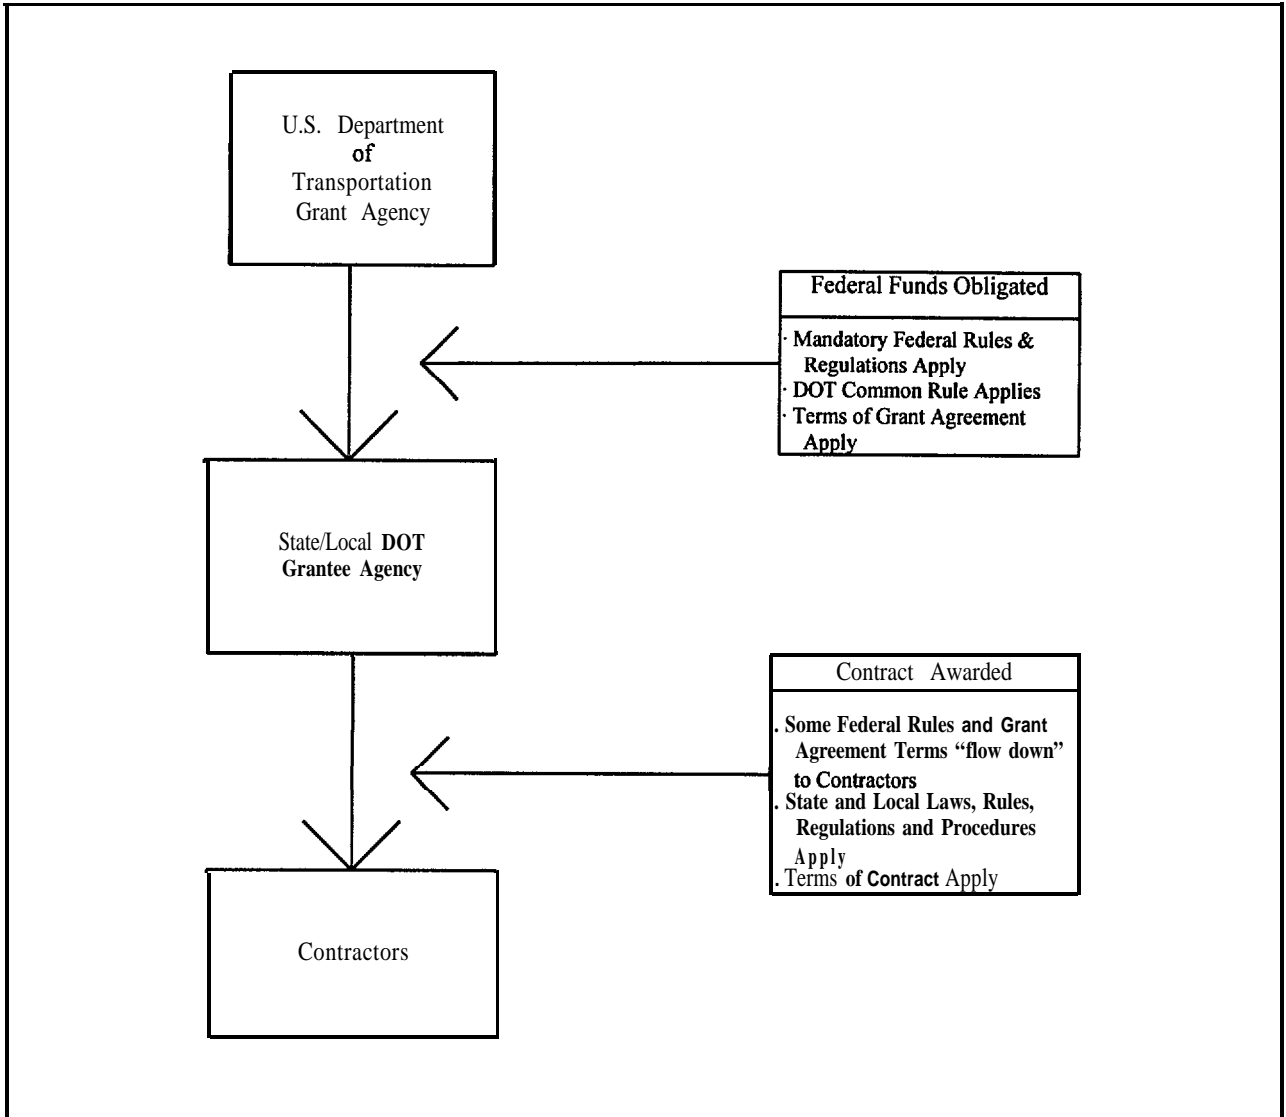 U.S. Department
of
Transportation
Grant Agency
Federal Funds Obligated
· Mandatory Federal Rules &
Regulations Apply
· DOT Common Rule Applies
· Terms of Grant Agreement
Apply
State/Local DOT
Grantee Agency
Contract Awarded
. Some Federal Rules and Grant
Agreement Terms “flow down”
to Contractors
. State and Local Laws, Rules,
Regulations and Procedures
Apply
. Terms of Contract Apply
Contractors